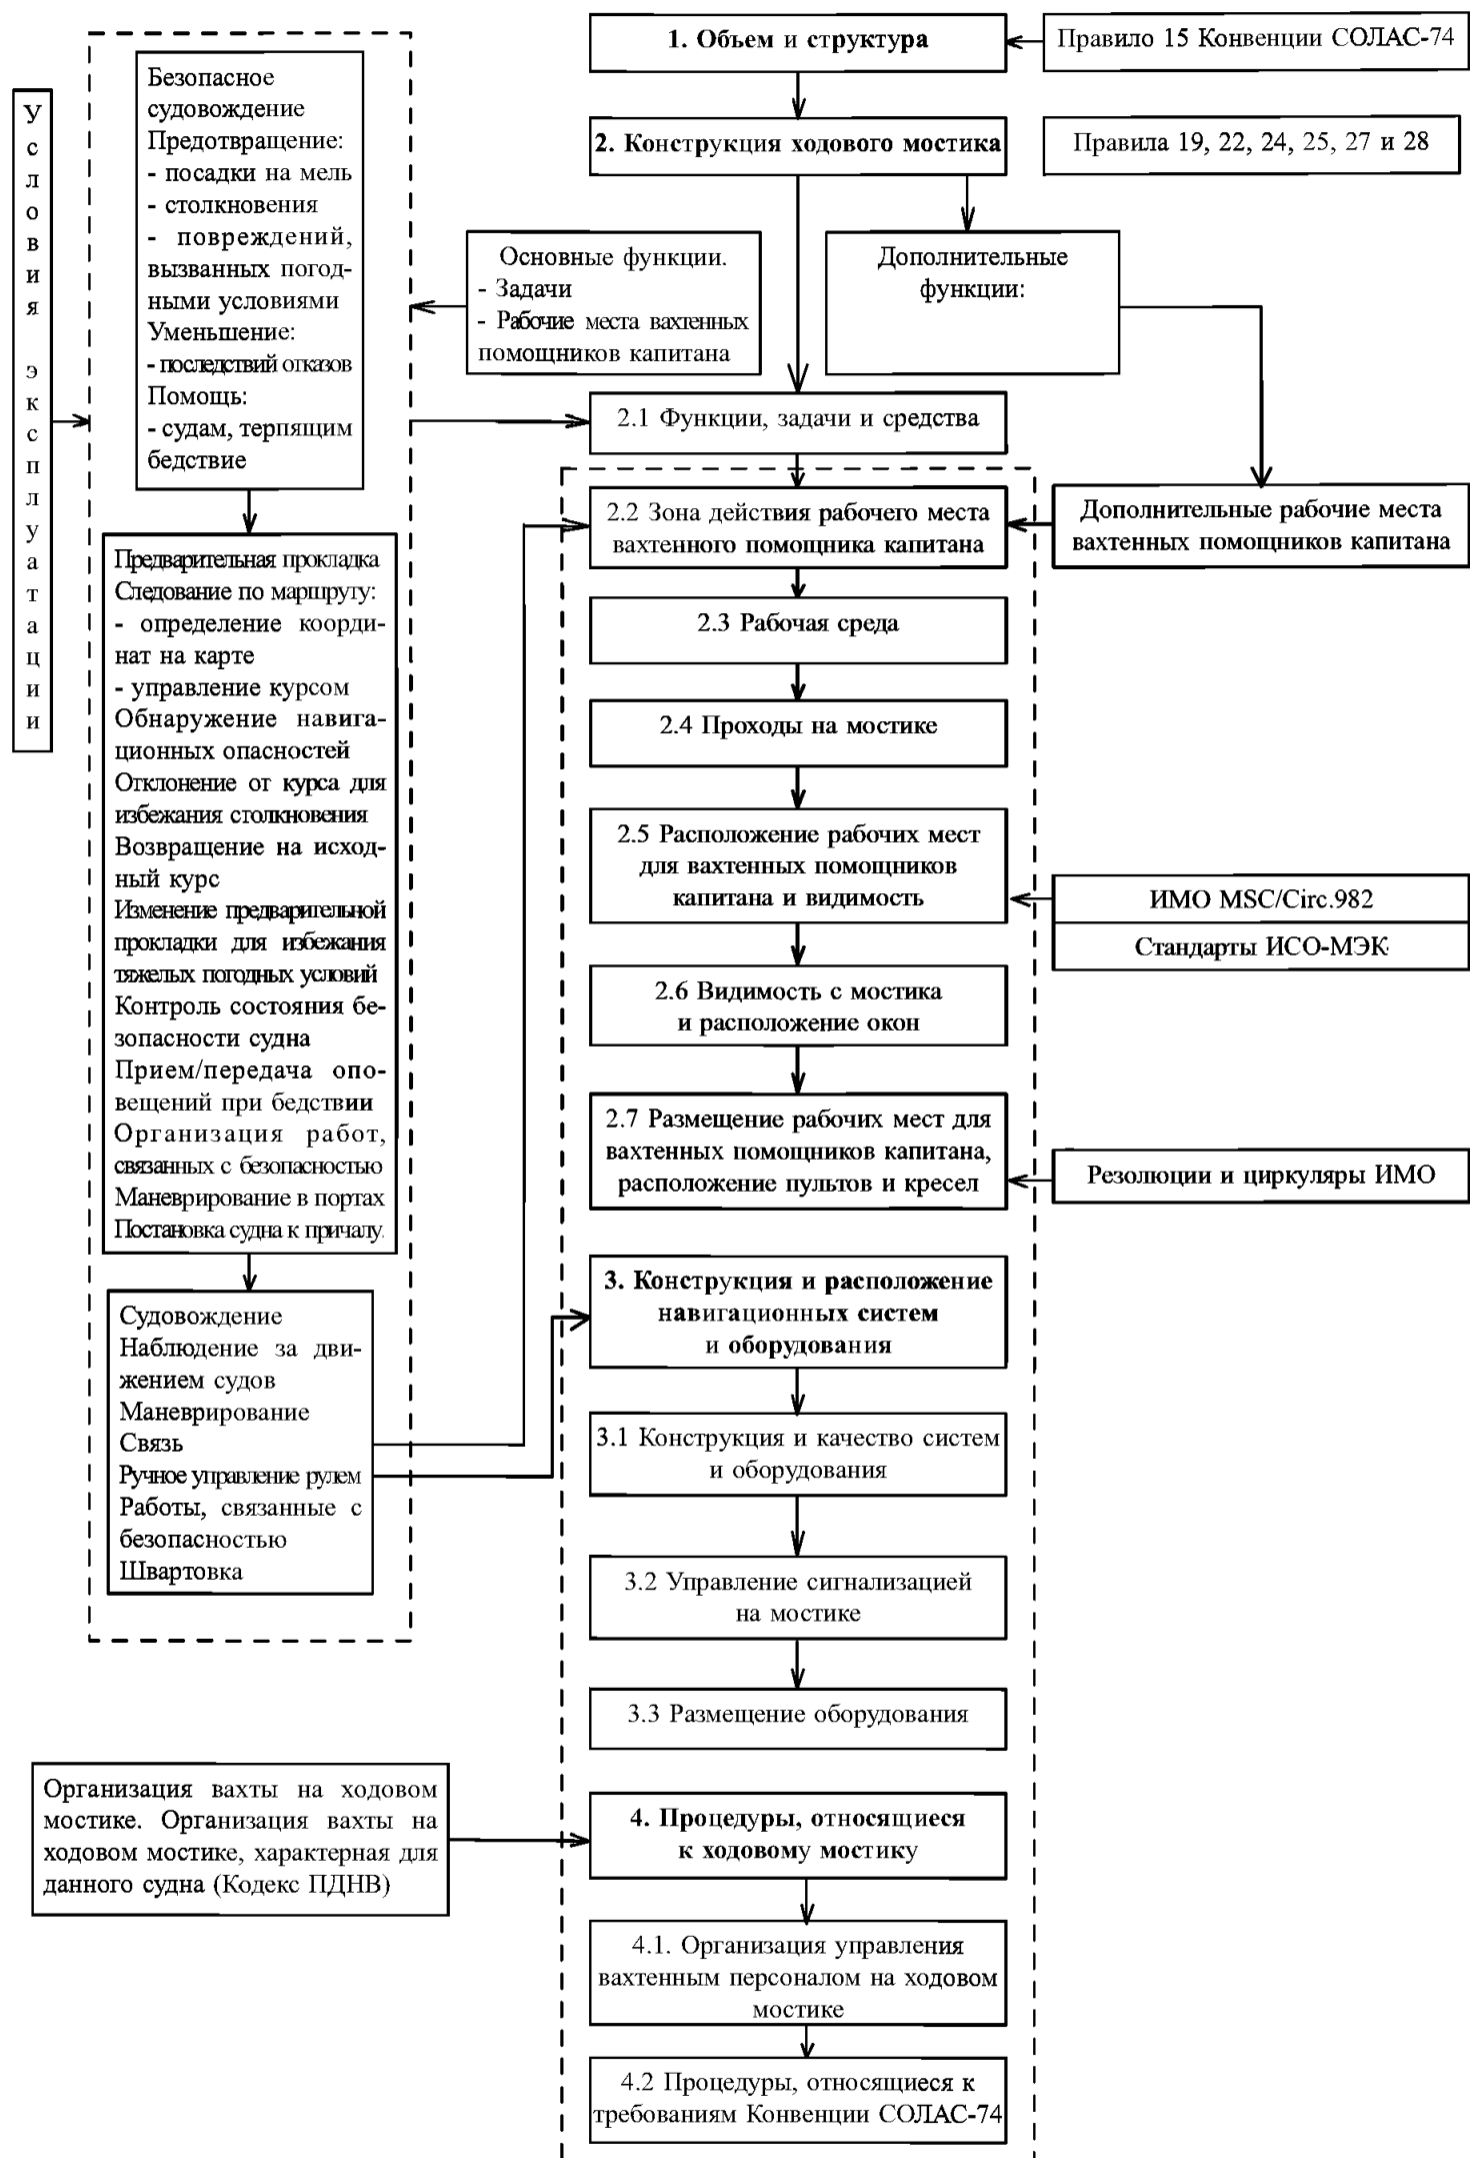 1. Объем и структура
Правило 15 Конвенции СОЛАС-74
2. Конструкция ходового мостика
Правила 19, 22, 24, 25, 27 и 28
Условия эксплуатации
Безопасное
судовождение
Предотвращение:
- посадки на мель
- столкновения
- повреждений,
вызванных погод-
ными условиями
Уменьшение:
- последствий отказов
Помощь:
- судам, терпящим
бедствие
Основные функции.
- Задачи
- Рабочие места вахтенных
помощников капитана
Дополнительные
функции:
2.1 Функции, задачи и средства
2.2 Зона действия рабочего места
вахтенного помощника капитана
Дополнительные рабочие места
вахтенных помощников капитана
Предварительная прокладка
Следование по маршруту:
- определение коорди-
нат на карте
- управление курсом
Обнаружение навига-
ционных опасностей
Отклонение от курса для
избежания столкновения
Возвращение на исход-
ный курс
Изменение предварительной
прокладки для избежания
тяжелых погодных условий
Контроль состояния бе-
зопасности судна
Прием/передача опо-
вещений при бедствии
Организация работ,
связанных с безопасностью
Маневрирование в портах
Постановка судна к причалу.
2.3 Рабочая среда
2.4 Проходы на мостике
2.5 Расположение рабочих мест
для вахтенных помощников
капитана и видимость
ИМО MSC/Circ.982
Стандарты ИСО-МЭК
2.6 Видимость с мостика
и расположение окон
2.7 Размещение рабочих мест для
вахтенных помощников капитана,
расположение пультов и кресел
Резолюции и циркуляры ИМО
3. Конструкция и расположение
навигационных систем
и оборудования
Судовождение
Наблюдение за дви-
жением судов
Маневрирование
Связь
Ручное управление рулем
Работы, связанные с
безопасностью
Швартовка
3.1 Конструкция и качество систем
и оборудования
3.2 Управление сигнализацией
на мостике
3.3 Размещение оборудования
Организация вахты на ходовом
мостике. Организация вахты на
ходовом мостике, характерная для
данного судна (Кодекс ПДНВ)
4. Процедуры, относящиеся
к ходовому мостику
4.1. Организация управления
вахтенным персоналом на ходовом
мостике
4.2 Процедуры, относящиеся к
требованиям Конвенции СОЛАС-74